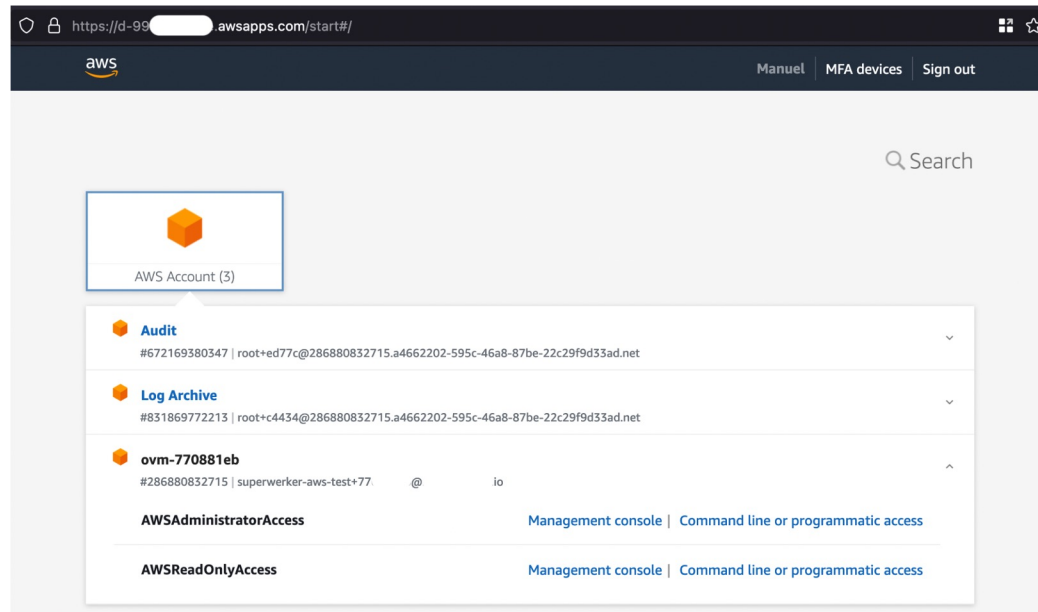 https://d-99 .awsapps.com/start#/
aws
Manuel MFA devices Sign out
Search
AWS Account (3)
Audit
#672169380347 | root+ed77c@286880832715.a4662202-595c-46a8-87be-22c29f9d33ad.net
Log Archive
#831869772213 | root+c4434@286880832715.a4662202-595c-46a8-87be-22c29f9d33ad.net
ovm-770881eb
#286880832715 | superwerker-aws-test+77 @ io
AWSAdministratorAccess Management console | Command line or programmatic access
AWSReadOnlyAccess Management console | Command line or programmatic access